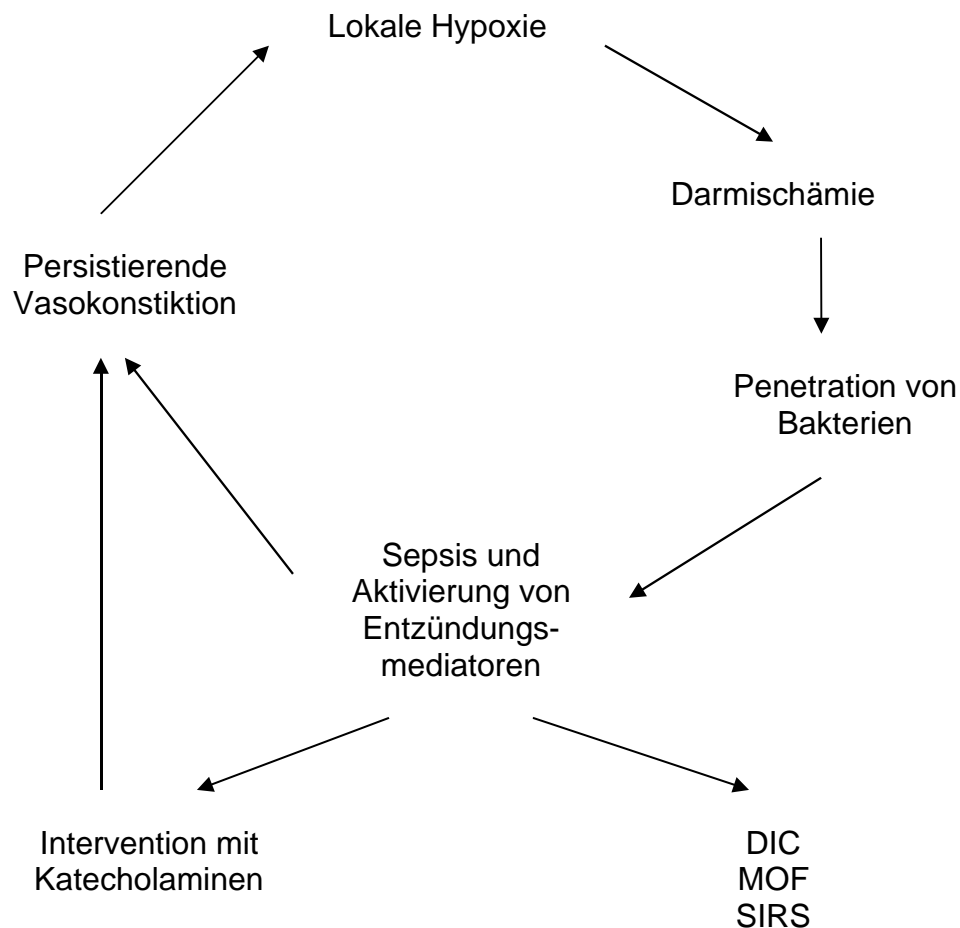 Lokale Hypoxie
Darmischämie
Persistierende
Vasokonstiktion
Penetration von
Bakterien
Sepsis und
Aktivierung von
Entzündungs-
mediatoren
Intervention mit
Katecholaminen
DIC
MOF
SIRS